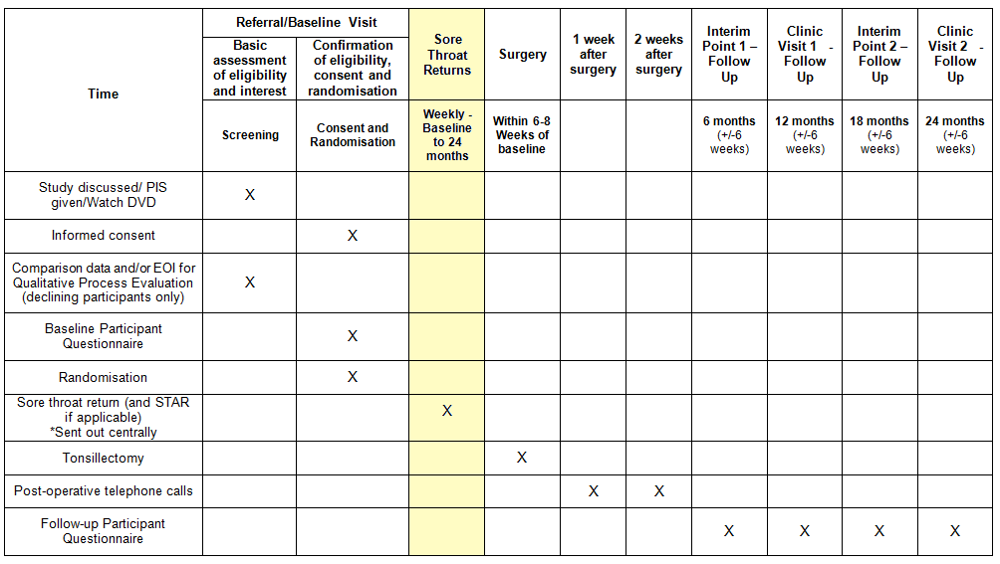 Time
Referral/Baseline Visit
Basic
assessment
of eligibility
and interest
Confirmation
of eligibility,
consent and
randomisation
Sore
Throat
Returns
Surgery
1 week
after
surgery
2 weeks
after
surgery
Interim
Point 1 –
Follow
Up
Clinic
Visit 1 -
Follow
Up
Interim
Point 2 –
Follow
Up
Clinic
Visit 2 -
Follow
Up
Screening
Consent and
Randomisation
Weekly -
Baseline
to 24
months
Within 6-8
Weeks of
baseline
6 months
(+/-6
weeks)
12 months
(+/-6
weeks)
18 months
(+/-6
weeks)
24 months
(+/-6
weeks)
Study discussed/ PIS
given/Watch DVD
X
Informed consent
X
Comparison data and/or EOI for
Qualitative Process Evaluation
(declining participants only)
X
Baseline Participant
Questionnaire
X
Randomisation
X
Sore throat return (and STAR
if applicable)
*Sent out centrally
X
Tonsillectomy
X
Post-operative telephone calls
X X
Follow-up Participant
Questionnaire
X X X X